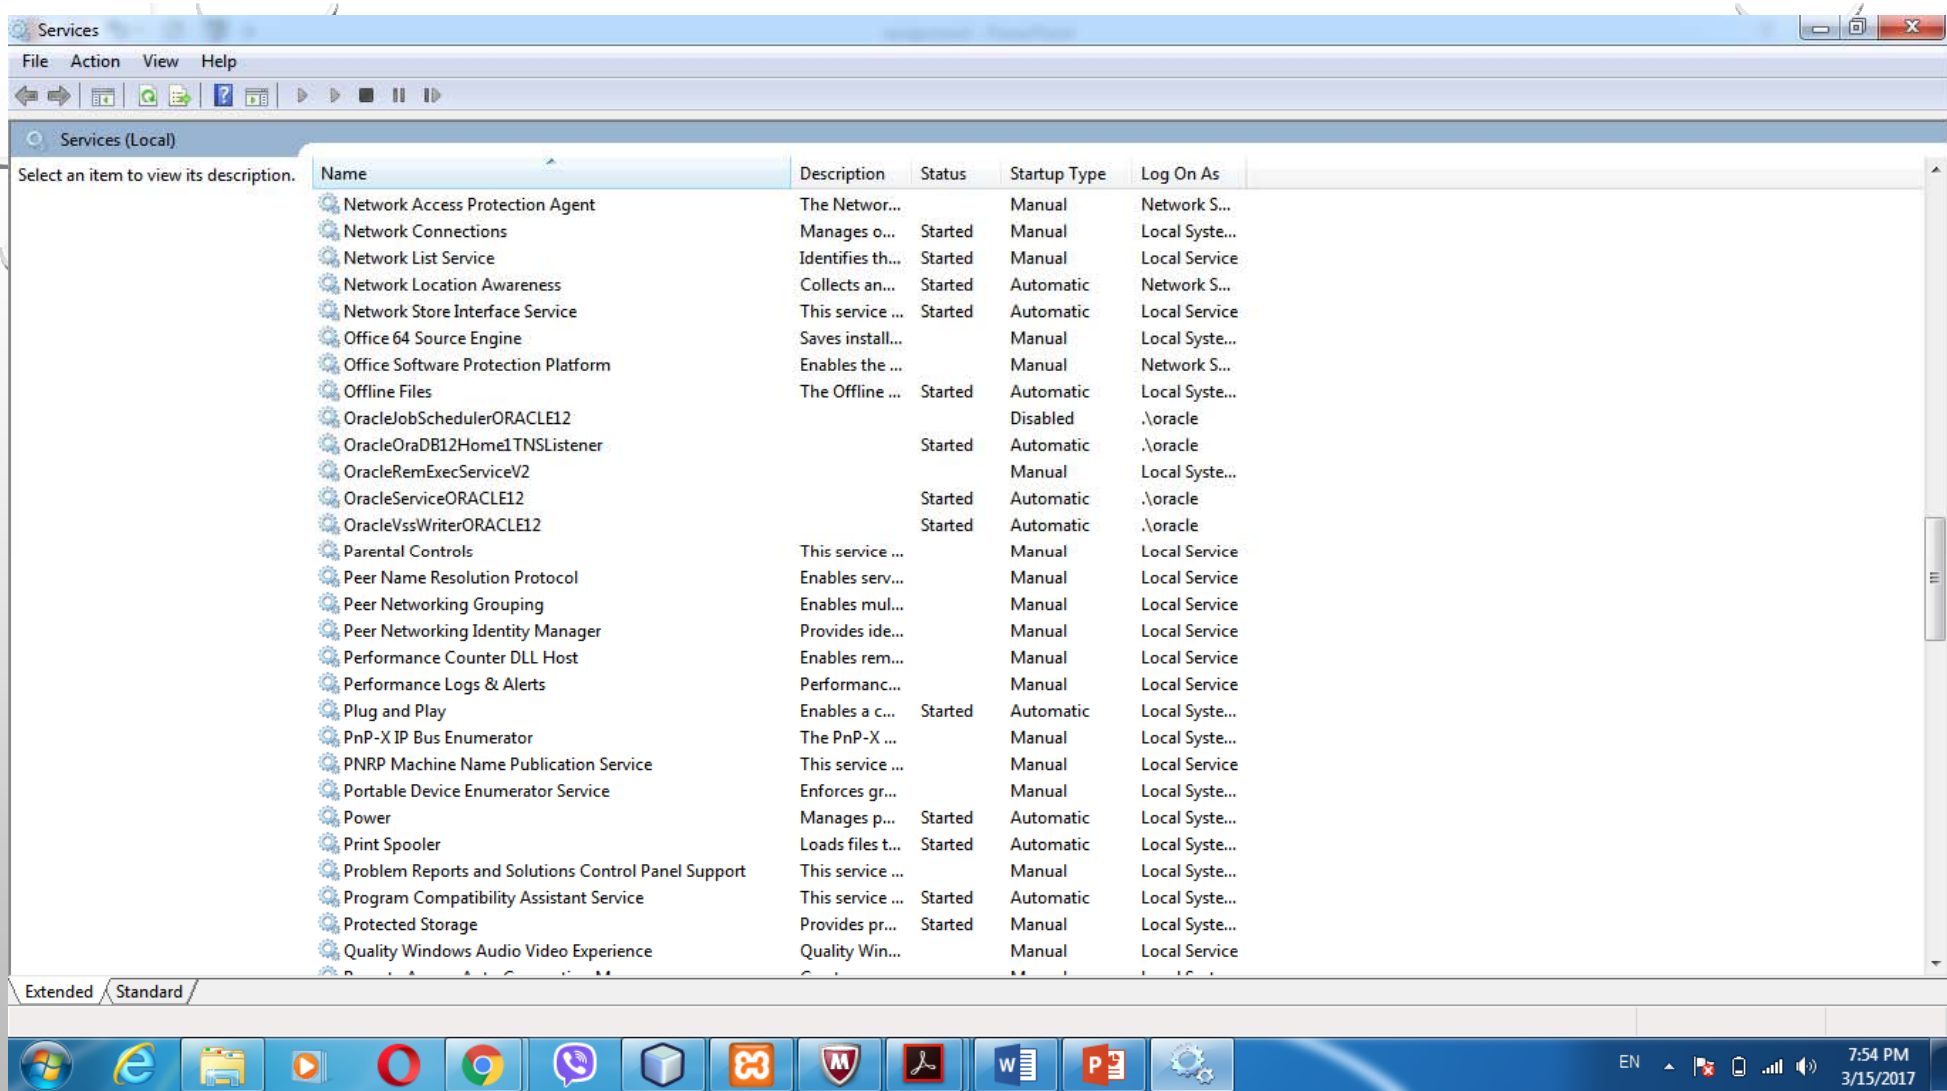 Services
File Action View Help
Services (Local)
Select an item to view its description.
Name Description Status Startup Type Log On As
Network Access Protection Agent The Networ... Manual Network S...
Network Connections Manages o... Started Manual Local Syste...
Network List Service Identifies th... Started Manual Local Service
Network Location Awareness Collects an... Started Automatic Network S...
Network Store Interface Service This service ... Started Automatic Local Service
Office 64 Source Engine Saves install... Manual Local Syste...
Office Software Protection Platform Enables the ... Manual Network S...
Offline Files The Offline ... Started Automatic Local Syste...
OracleJobSchedulerORACLE12 Disabled .\oracle
OracleOraDB12Home1TNSListener Started Automatic .\oracle
OracleRemExecServiceV2 Manual Local Syste...
OracleServiceORACLE12 Started Automatic .\oracle
OracleVssWriterORACLE12 Started Automatic .\oracle
Parental Controls This service ... Manual Local Service
Peer Name Resolution Protocol Enables serv... Manual Local Service
Peer Networking Grouping Enables mul... Manual Local Service
Peer Networking Identity Manager Provides ide... Manual Local Service
Performance Counter DLL Host Enables rem... Manual Local Service
Performance Logs & Alerts Performanc... Manual Local Service
Plug and Play Enables a c... Started Automatic Local Syste...
PnP-X IP Bus Enumerator The PnP-X ... Manual Local Syste...
PNRP Machine Name Publication Service This service ... Manual Local Service
Portable Device Enumerator Service Enforces gr... Manual Local Syste...
Power Manages p... Started Automatic Local Syste...
Print Spooler Loads files t... Started Automatic Local Syste...
Problem Reports and Solutions Control Panel Support This service ... Manual Local Syste...
Program Compatibility Assistant Service This service ... Started Automatic Local Syste...
Protected Storage Provides pr... Started Manual Local Syste...
Quality Windows Audio Video Experience Quality Win... Manual Local Service
Extended Standard
EN 7:54 PM
3/15/2017